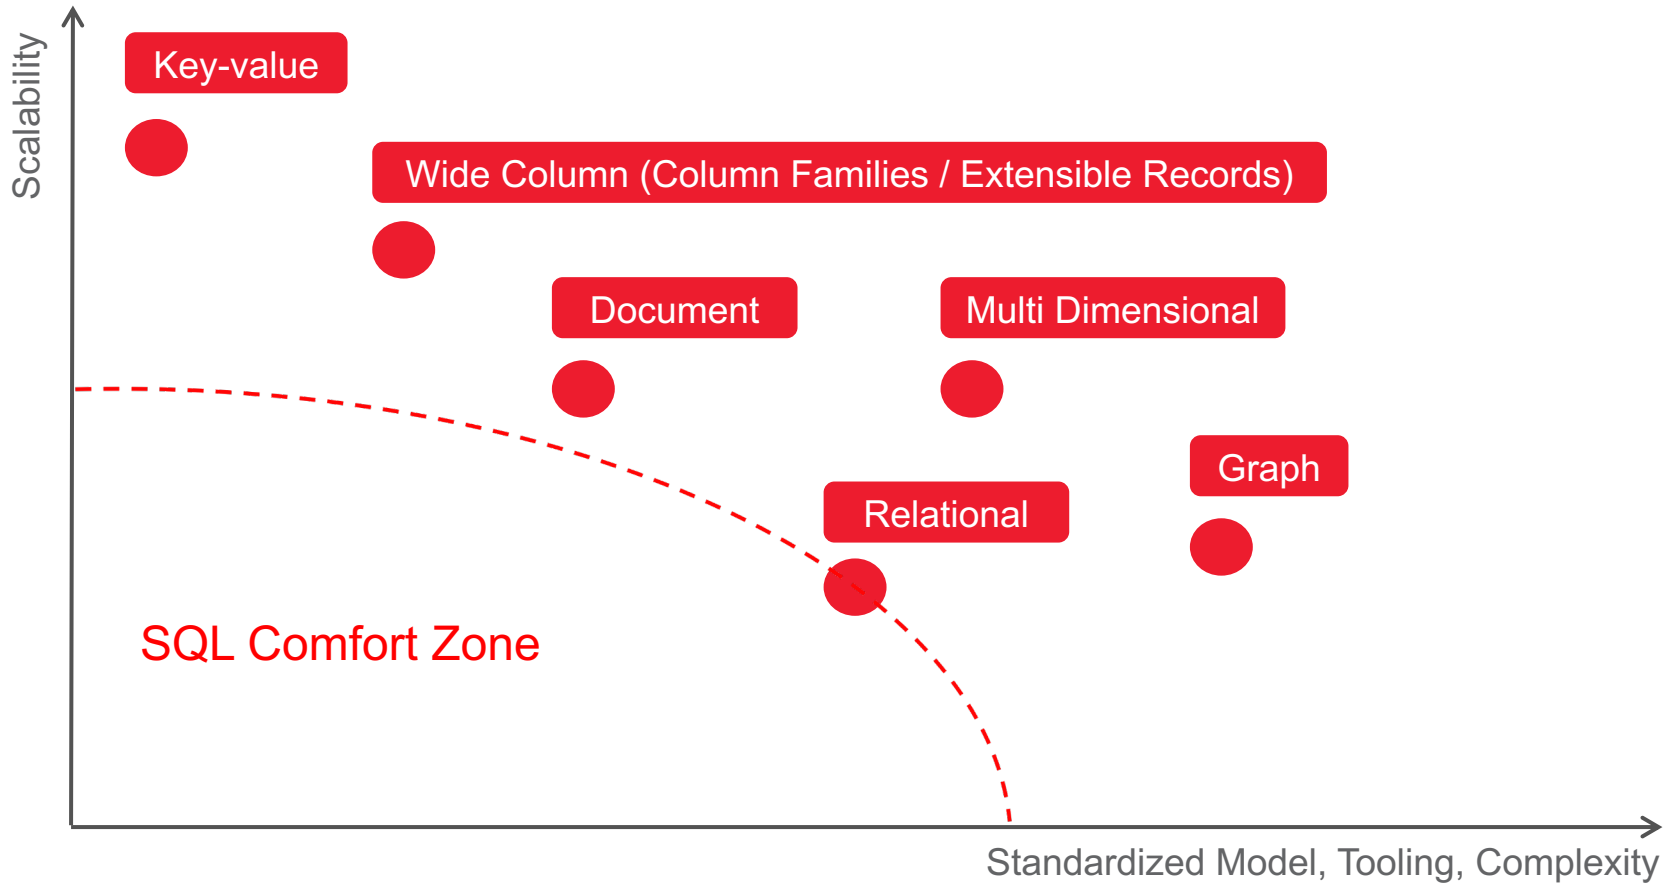 Scalability
Key-value
Wide Column (Column Families / Extensible Records)
Document
Multi Dimensional
Graph
Relational
SQL Comfort Zone
Standardized Model, Tooling, Complexity